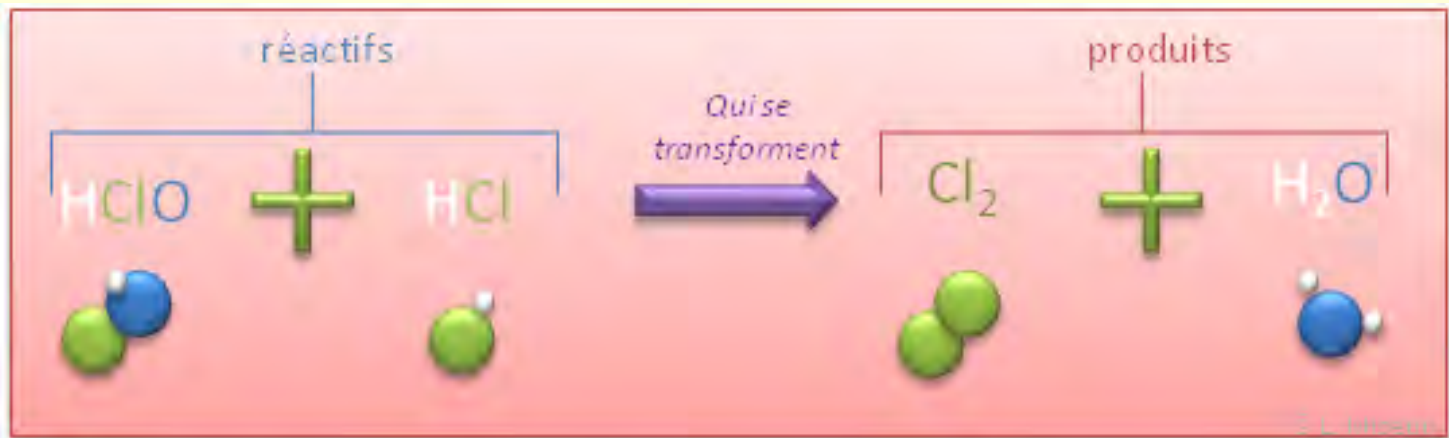 réactifs
produits
Qui se
transforment
HClO + HCl
Cl₂ + H₂O